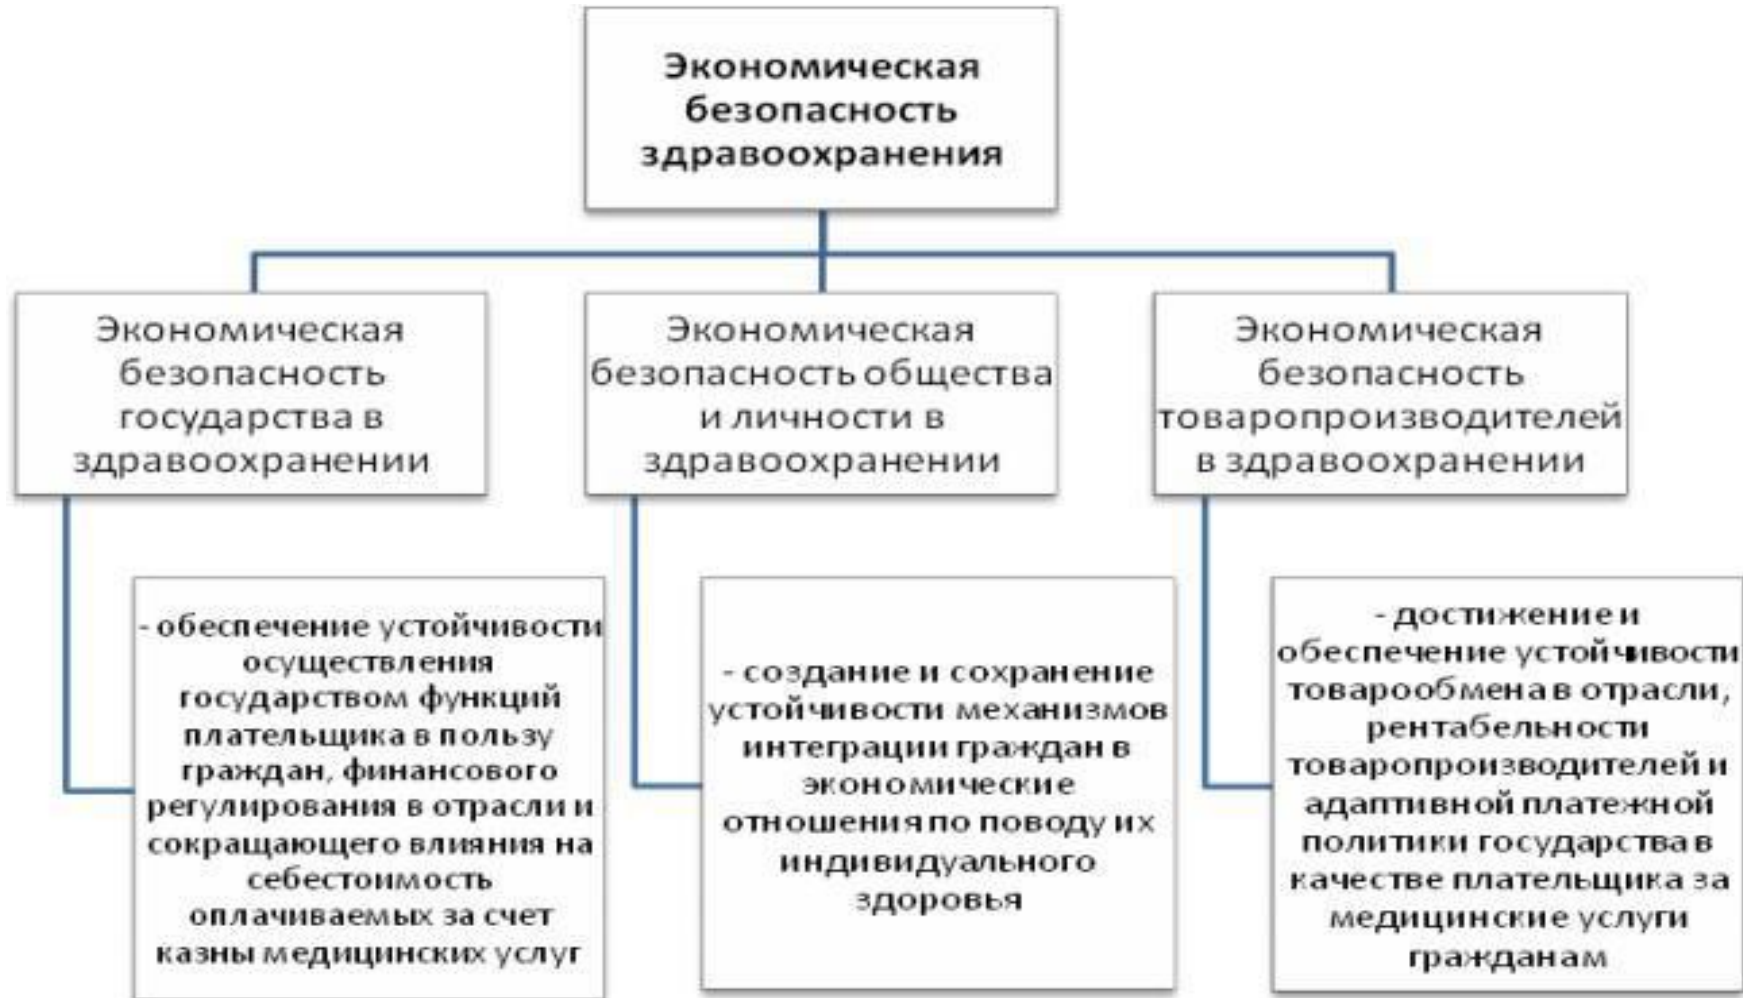 Экономическая
безопасность
здравоохранения
Экономическая
безопасность
государства в
здравоохранении
Экономическая
безопасность общества
и личности в
здравоохранении
Экономическая
безопасность
товаропроизводителей
в здравоохранении
- обеспечение устойчивости
осуществления
государством функций
плательщика в пользу
граждан, финансового
регулирования в отрасли и
сокращающего влияния на
себестоимость
оплачиваемых за счет
казны медицинских услуг
- создание и сохранение
устойчивости механизмов
интеграции граждан в
экономические
отношения по поводу их
индивидуального
здоровья
- достижение и
обеспечение устойчивости
товарообмена в отрасли,
рентабельности
товаропроизводителей и
адаптивной платежной
политики государства в
качестве плательщика за
медицинские услуги
гражданам